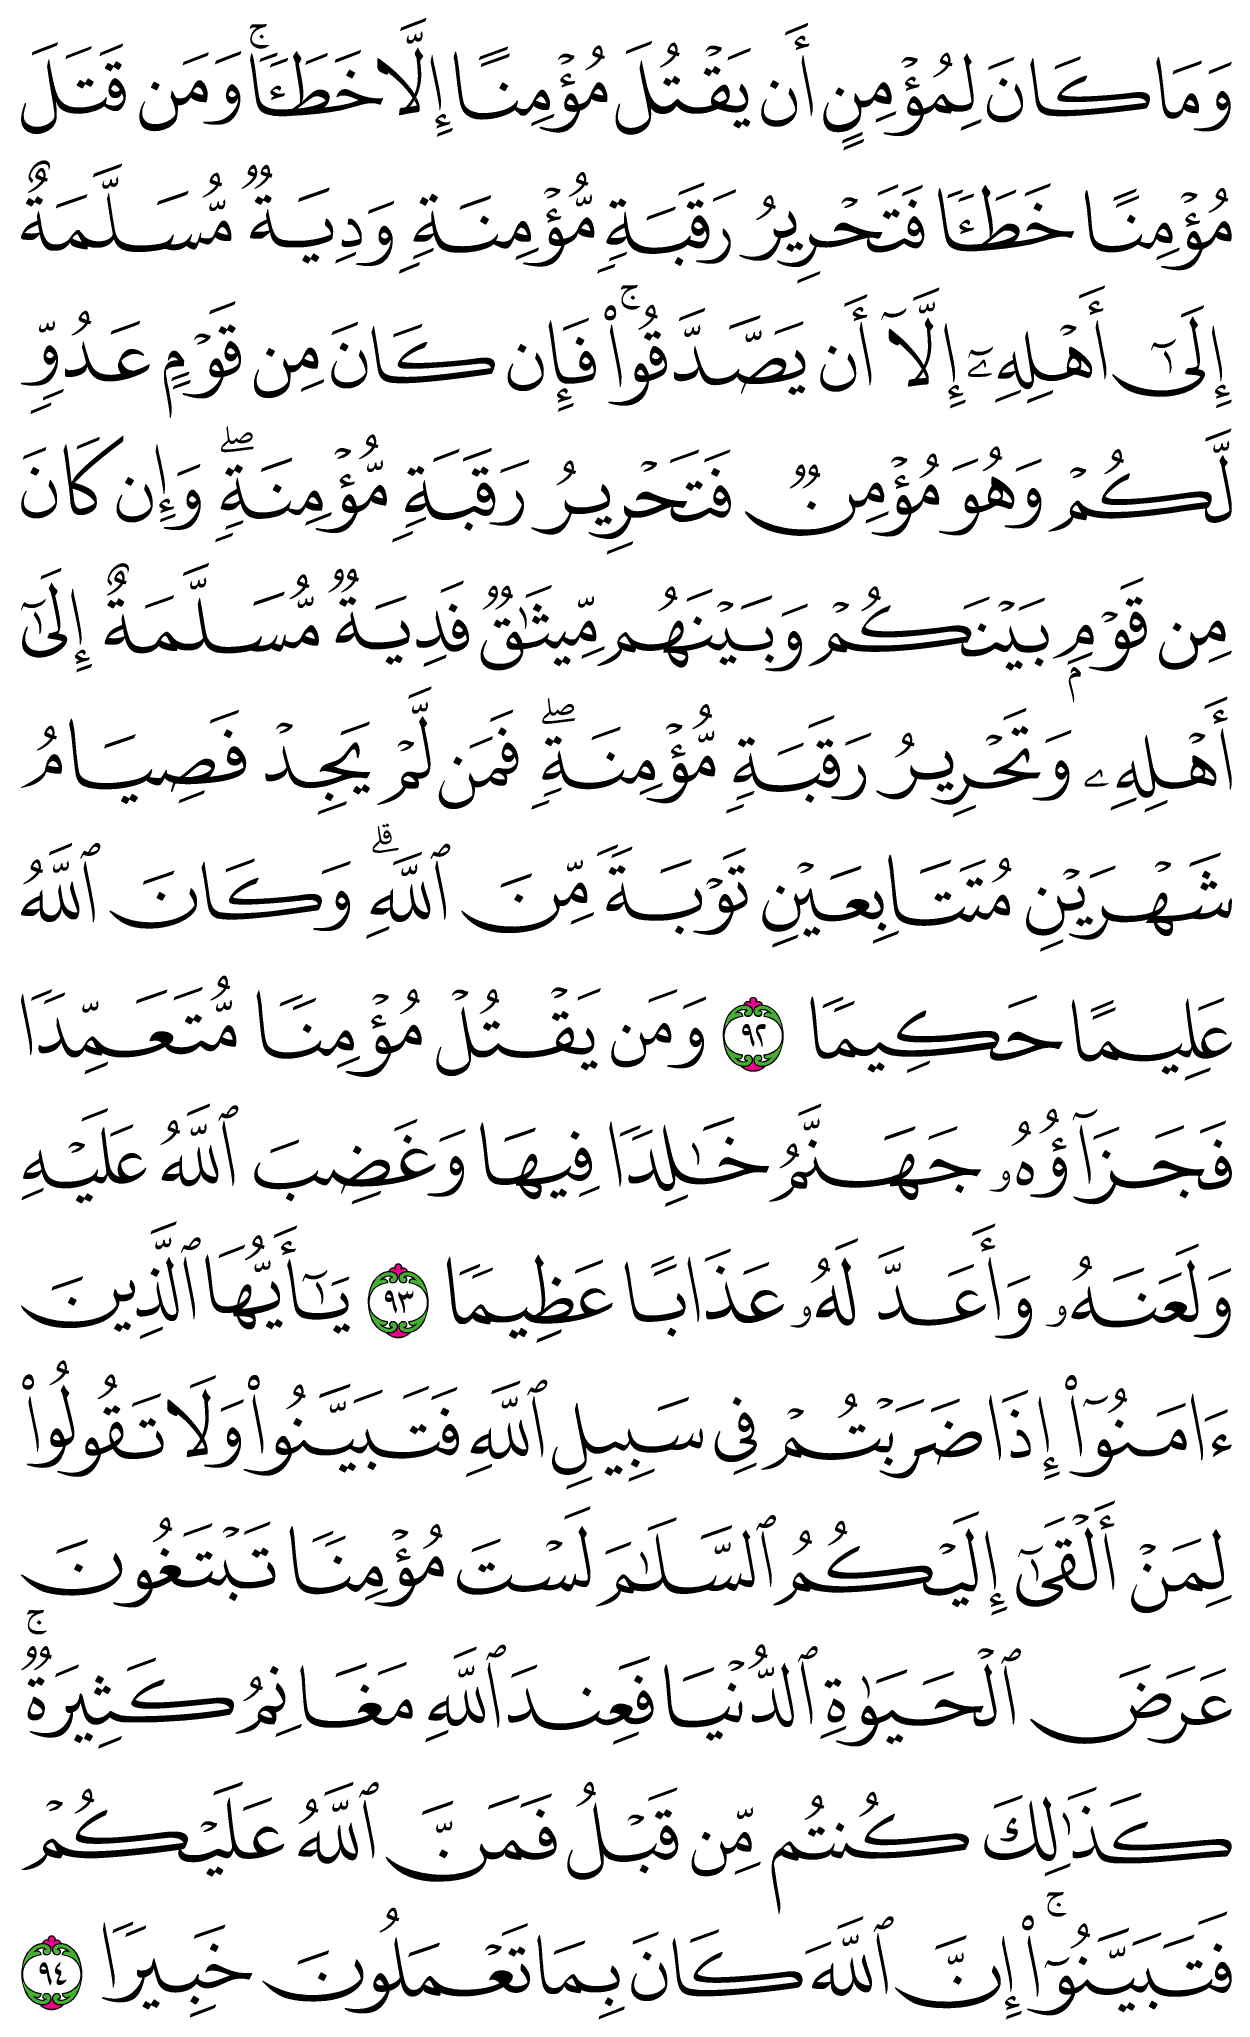 وَمَا كَانَ لِمُؤۡمِنٍ أَن يَقۡتُلَ مُؤۡمِنًا إِلَّا خَطَـٔٗاۚ وَمَن قَتَلَ
مُؤۡمِنًا خَطَـٔٗا فَتَحۡرِيرُ رَقَبَةٖ مُّؤۡمِنَةٖ وَدِيَةٞ مُّسَلَّمَةٌ
إِلَىٰٓ أَهۡلِهِۦٓ إِلَّآ أَن يَصَّدَّقُواْۚ فَإِن كَانَ مِن قَوۡمٍ عَدُوّٖ
لَّكُمۡ وَهُوَ مُؤۡمِنٞ فَتَحۡرِيرُ رَقَبَةٖ مُّؤۡمِنَةٖۖ وَإِن كَانَ
مِن قَوۡمِۭ بَيۡنَكُمۡ وَبَيۡنَهُم مِّيثَٰقٞ فَدِيَةٞ مُّسَلَّمَةٌ إِلَىٰٓ
أَهۡلِهِۦ وَتَحۡرِيرُ رَقَبَةٖ مُّؤۡمِنَةٖۖ فَمَن لَّمۡ يَجِدۡ فَصِيَامُ
شَهۡرَيۡنِ مُتَتَابِعَيۡنِ تَوۡبَةٗ مِّنَ ٱللَّهِۗ وَكَانَ ٱللَّهُ
عَلِيمًا حَكِيمٗا ٩٢ وَمَن يَقۡتُلۡ مُؤۡمِنٗا مُّتَعَمِّدٗا
فَجَزَآؤُهُۥ جَهَنَّمُ خَٰلِدٗا فِيهَا وَغَضِبَ ٱللَّهُ عَلَيۡهِ
وَلَعَنَهُۥ وَأَعَدَّ لَهُۥ عَذَابًا عَظِيمٗا ٩٣ يَٰٓأَيُّهَا ٱلَّذِينَ
ءَامَنُوٓاْ إِذَا ضَرَبۡتُمۡ فِي سَبِيلِ ٱللَّهِ فَتَبَيَّنُواْ وَلَا تَقُولُواْ
لِمَنۡ أَلۡقَىٰٓ إِلَيۡكُمُ ٱلسَّلَٰمَ لَسۡتَ مُؤۡمِنٗا تَبۡتَغُونَ
عَرَضَ ٱلۡحَيَوٰةِ ٱلدُّنۡيَا فَعِندَ ٱللَّهِ مَغَانِمُ كَثِيرَةٞۚ
كَذَٰلِكَ كُنتُم مِّن قَبۡلُ فَمَنَّ ٱللَّهُ عَلَيۡكُمۡ
فَتَبَيَّنُوٓاْۚ إِنَّ ٱللَّهَ كَانَ بِمَا تَعۡمَلُونَ خَبِيرٗا ٩٤